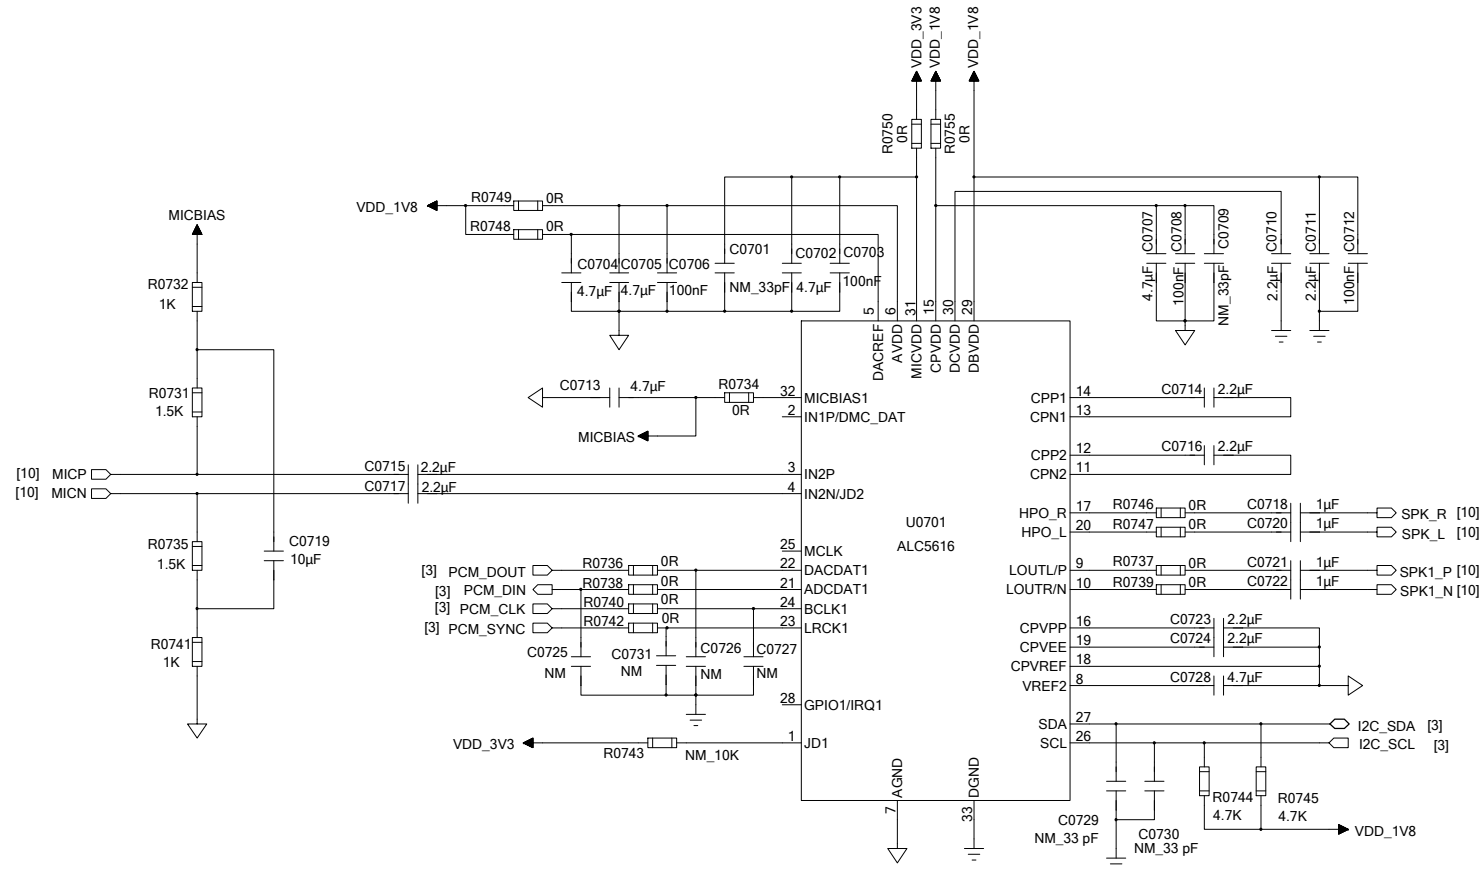 VDD_3V3
VDD_1V8
VDD_1V8
R0750
0R
R0755
0R
VDD_1V8
R0749
0R
R0748
0R
MICBIAS
C0704
4.7µF
C0705
4.7µF
C0706
100nF
C0701
NM_33pF
C0702
4.7µF
C0703
100nF
C0707
4.7µF
C0708
100nF
C0709
NM_33pF
C0710
2.2µF
C0711
2.2µF
C0712
100nF
R0732
1K
R0731
1.5K
5
6
31
15
30
29
DACREF
AVDD
MICVDD
CPVDD
DCVDD
DBVDD
C0713
4.7µF
R0734
0R
MICBIAS
32
MICBIAS1
2
IN1P/DMC_DAT
CPP1
14
C0714
2.2µF
CPN1
13
CPP2
12
C0716
2.2µF
CPN2
11
[10] MICP
C0715
2.2µF
3
IN2P
[10] MICN
C0717
2.2µF
4
IN2N/JD2
U0701
ALC5616
HPO_R
17
R0746
0R
C0718
1µF
SPK_R [10]
HPO_L
20
R0747
0R
C0720
1µF
SPK_L [10]
R0735
1.5K
C0719
10µF
25
MCLK
[3] PCM_DOUT
R0736
0R
22
DACDAT1
[3] PCM_DIN
R0738
0R
21
ADCDAT1
[3] PCM_CLK
R0740
0R
24
BCLK1
[3] PCM_SYNC
R0742
0R
23
LRCK1
LOUTL/P
9
R0737
0R
C0721
1µF
SPK1_P [10]
LOUTR/N
10
R0739
0R
C0722
1µF
SPK1_N [10]
CPVPP
16
C0723
2.2µF
CPVEE
19
C0724
2.2µF
CPVREF
18
VREF2
8
C0728
4.7µF
R0741
1K
C0725
NM
C0731
NM
C0726
NM
C0727
NM
28
GPIO1/IRQ1
VDD_3V3
R0743
NM_10K
1
JD1
SDA
27
I2C_SDA [3]
SCL
26
I2C_SCL [3]
AGND
7
DGND
33
C0729
NM_33 pF
C0730
NM_33 pF
R0744
4.7K
R0745
4.7K
VDD_1V8